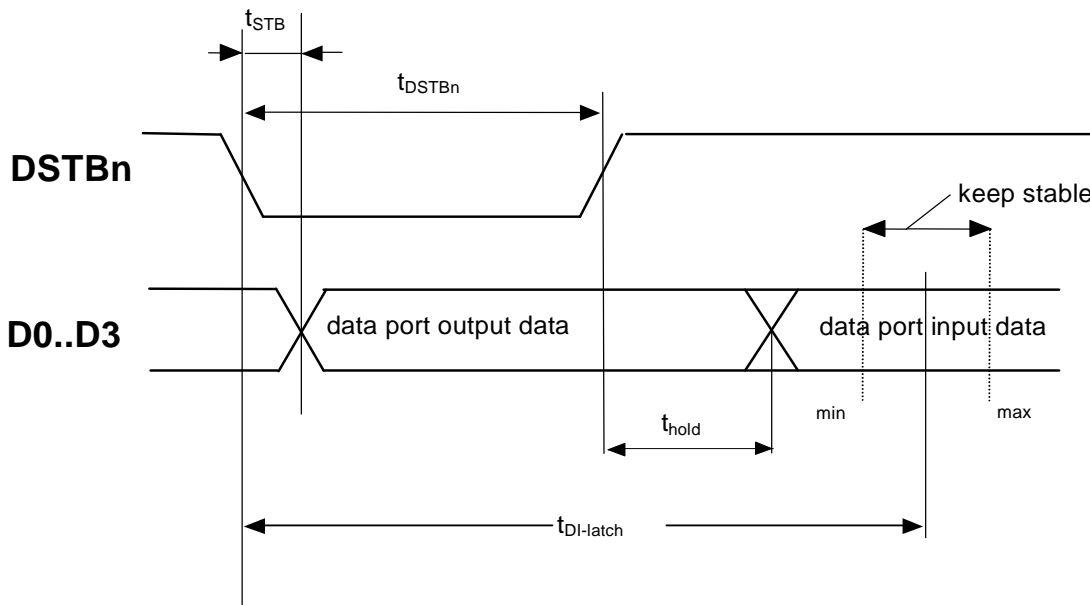 tSTB
tDSTBn
DSTBn
keep stable
D0..D3
data port output data
data port input data
min
max
thold
tDI-latch